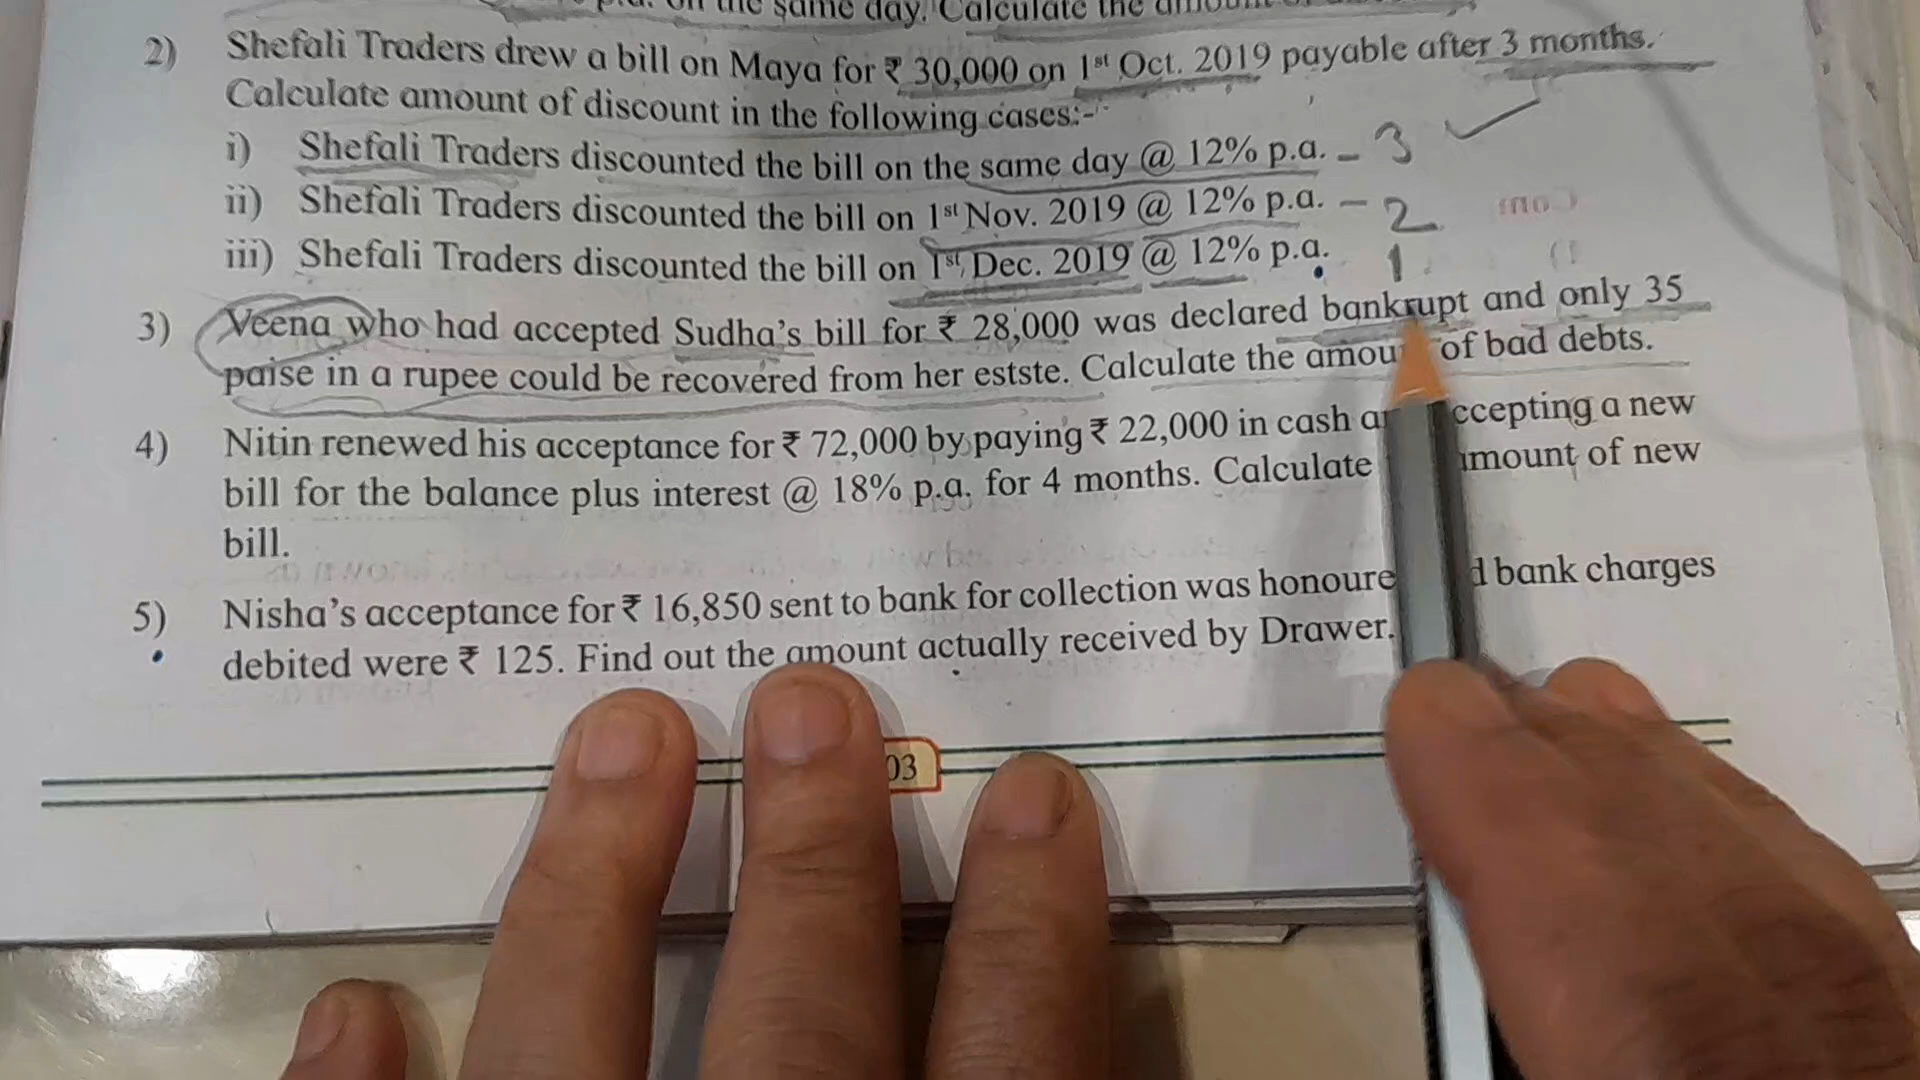 the same day. Calculate the
2) Shefali Traders drew a bill on Maya for ₹ 30,000 on 1st Oct. 2019 payable after 3 months.
Calculate amount of discount in the following cases:-
i) Shefali Traders discounted the bill on the same day @ 12% p.a. – 3
ii) Shefali Traders discounted the bill on 1st Nov. 2019 @ 12% p.a. – 2
iii) Shefali Traders discounted the bill on 1st Dec. 2019 @ 12% p.a. 1
3) Veena who had accepted Sudha's bill for ₹ 28,000 was declared bankrupt and only 35
paise in a rupee could be recovered from her estste. Calculate the of bad debts.
4) Nitin renewed his acceptance for ₹ 72,000 by paying ₹ 22,000 in cash a new
bill for the balance plus interest @ 18% p.a. for 4 months. Calculate of new
bill.
5) Nisha's acceptance for ₹ 16,850 sent to bank for collection was bank charges
debited were ₹ 125. Find out the amount actually received by Drawer.
03